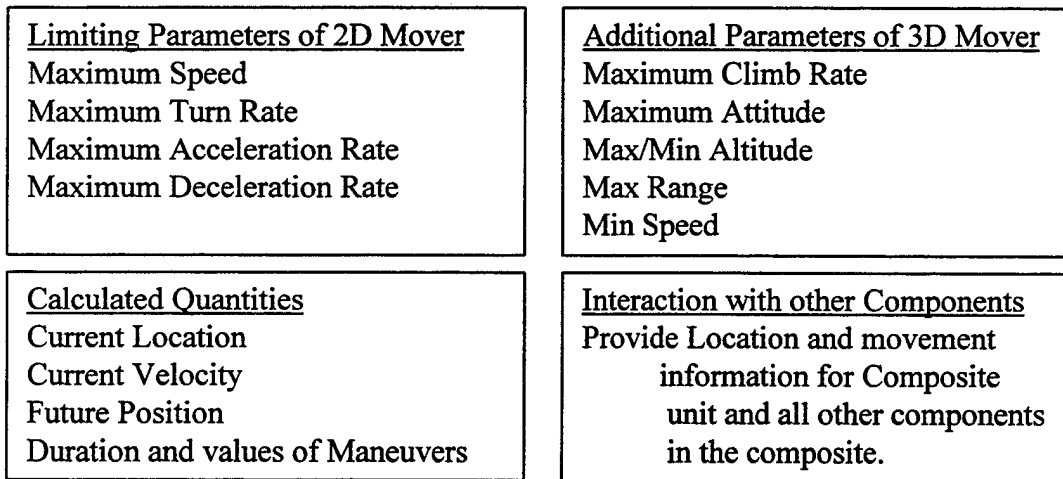 Limiting Parameters of 2D Mover
Maximum Speed
Maximum Turn Rate
Maximum Acceleration Rate
Maximum Deceleration Rate
Additional Parameters of 3D Mover
Maximum Climb Rate
Maximum Attitude
Max/Min Altitude
Max Range
Min Speed
Calculated Quantities
Current Location
Current Velocity
Future Position
Duration and values of Maneuvers
Interaction with other Components
Provide Location and movement
information for Composite
unit and all other components
in the composite.